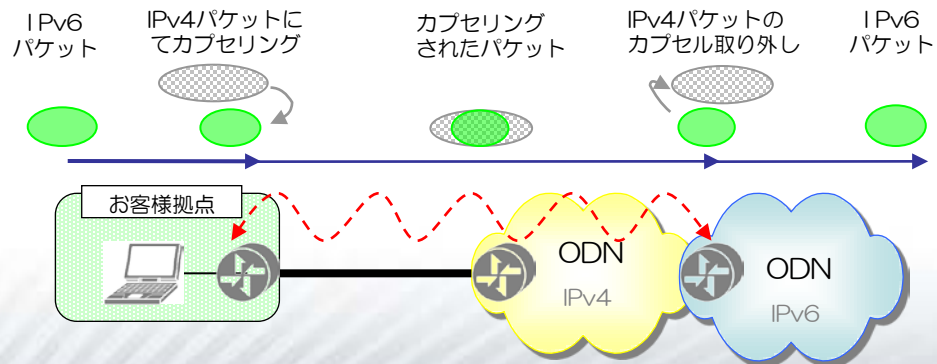 IPv6
パケット
IPv4パケットに
てカプセリング
カプセリング
されたパケット
IPv4パケットの
カプセル取り外し
IPv6
パケット
お客様拠点
ODN
IPv4
ODN
IPv6